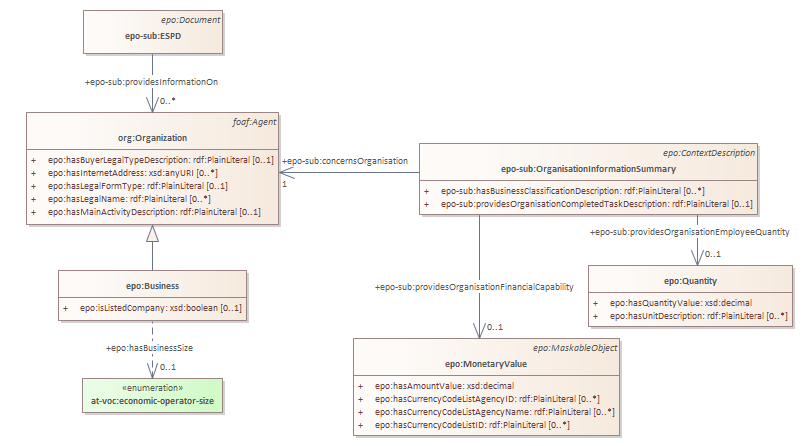 epo:Document
epo-sub:ESPD
+epo-sub:providesInformationOn
0..*
foaf:Agent
org:Organization
+ epo:hasBuyerLegalTypeDescription: rdf:PlainLiteral [0..1]
+ epo:hasInternetAddress: xsd:anyURI [0..*]
+ epo:hasLegalFormType: rdf:PlainLiteral [0..1]
+ epo:hasLegalName: rdf:PlainLiteral [0..*]
+ epo:hasMainActivityDescription: rdf:PlainLiteral [0..1]
+epo-sub:concernsOrganisation
1
epo:ContextDescription
epo-sub:OrganisationInformationSummary
+ epo-sub:hasBusinessClassificationDescription: rdf:PlainLiteral [0..*]
+ epo-sub:providesOrganisationCompletedTaskDescription: rdf:PlainLiteral [0..1]
+epo-sub:providesOrganisationEmployeeQuantity
0..1
epo:Business
+ epo:isListedCompany: xsd:boolean [0..1]
epo:Quantity
+ epo:hasQuantityValue: xsd:decimal
+ epo:hasUnitDescription: rdf:PlainLiteral [0..*]
+epo-sub:providesOrganisationFinancialCapability
0..1
+epo:hasBusinessSize
0..1
epo:MaskableObject
epo:MonetaryValue
+ epo:hasAmountValue: xsd:decimal
+ epo:hasCurrencyCodeListAgencyID: rdf:PlainLiteral [0..*]
+ epo:hasCurrencyCodeListAgencyName: rdf:PlainLiteral [0..*]
+ epo:hasCurrencyCodeListID: rdf:PlainLiteral [0..*]
«enumeration»
at-voc:economic-operator-size